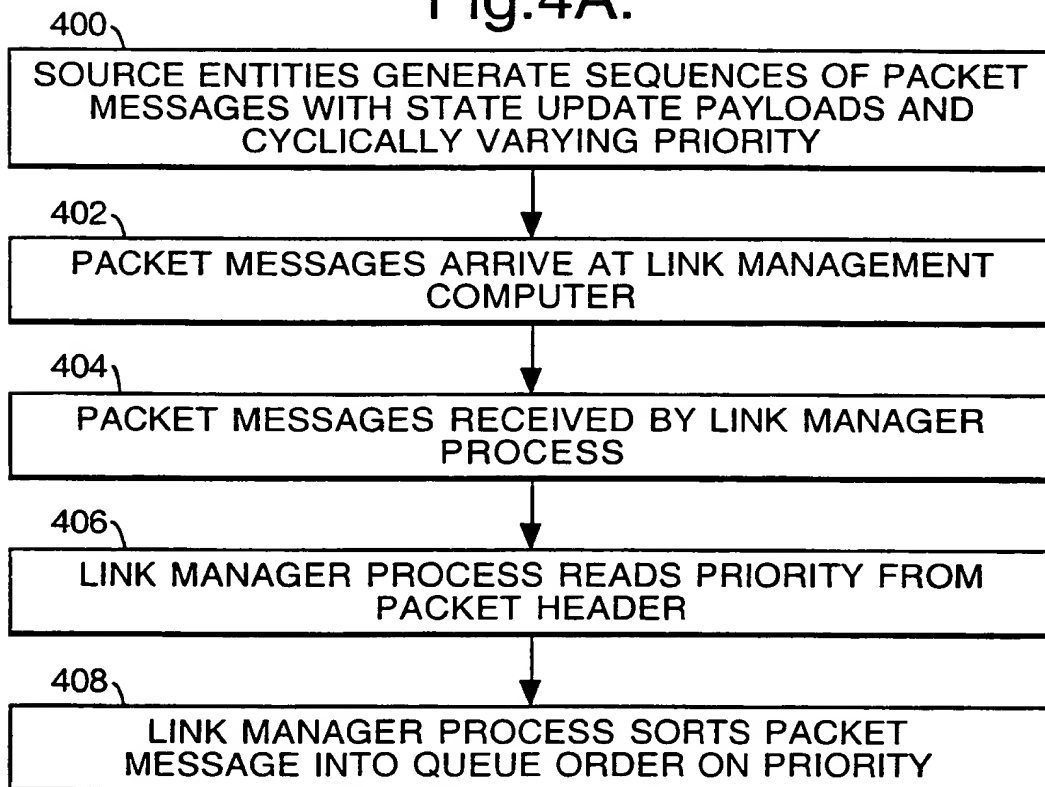 Fig.4A.
400
SOURCE ENTITIES GENERATE SEQUENCES OF PACKET
MESSAGES WITH STATE UPDATE PAYLOADS AND
CYCLICALLY VARYING PRIORITY
402
PACKET MESSAGES ARRIVE AT LINK MANAGEMENT
COMPUTER
404
PACKET MESSAGES RECEIVED BY LINK MANAGER
PROCESS
406
LINK MANAGER PROCESS READS PRIORITY FROM
PACKET HEADER
408
LINK MANAGER PROCESS SORTS PACKET
MESSAGE INTO QUEUE ORDER ON PRIORITY